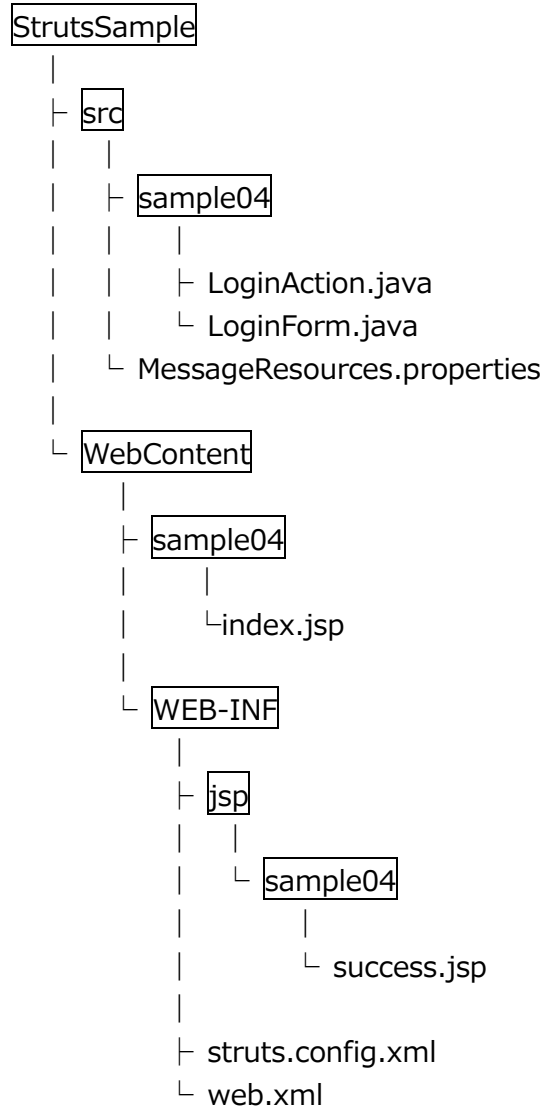 StrutsSample
src
sample04
LoginAction.java
LoginForm.java
MessageResources.properties
WebContent
sample04
index.jsp
WEB-INF
jsp
sample04
success.jsp
struts.config.xml
web.xml